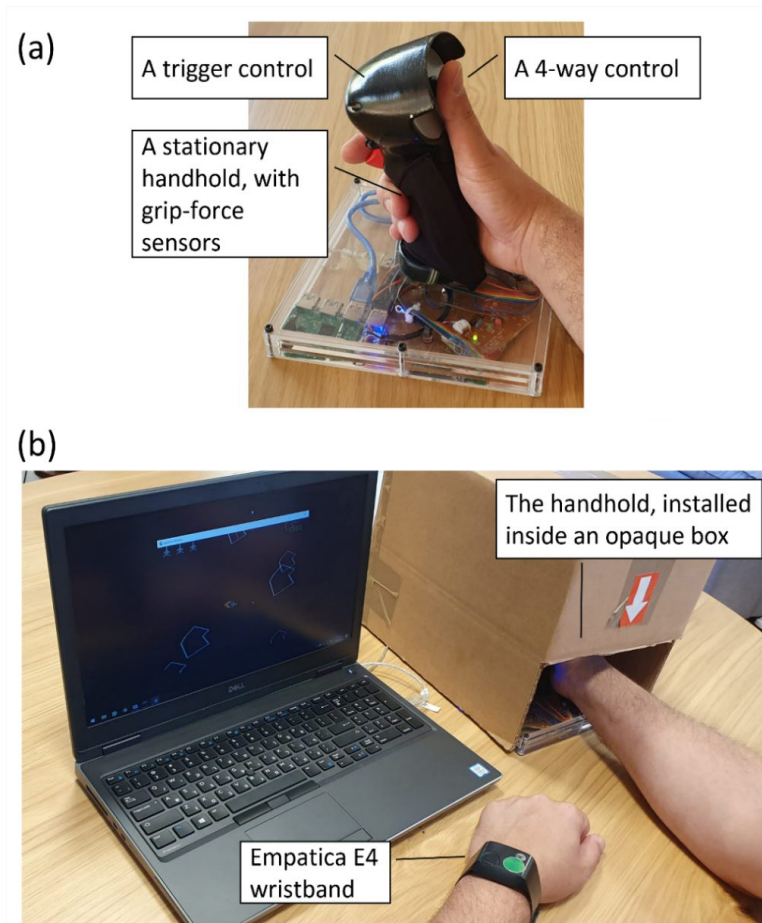 (a)
A trigger control
A 4-way control
A stationary
handhold, with
grip-force
sensors
(b)
The handhold, installed
inside an opaque box
DELL
Empatica E4
wristband